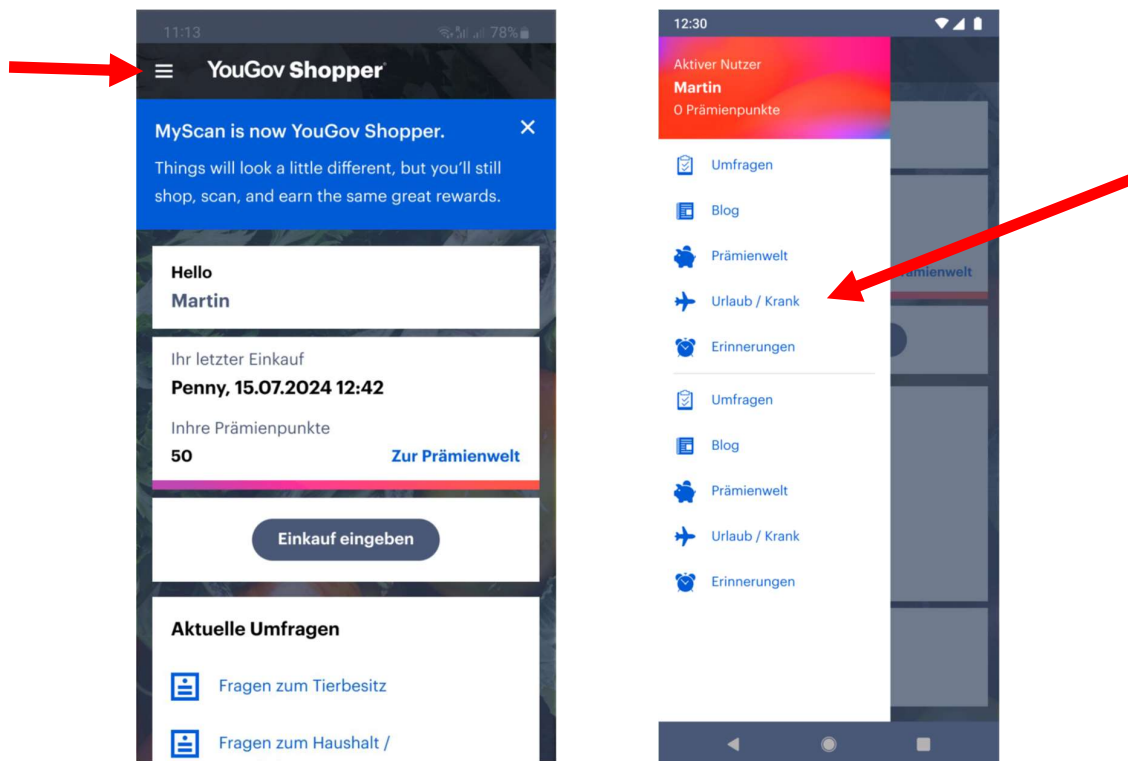 11:13
78%
YouGov Shopper
MyScan is now YouGov Shopper.
Things will look a little different, but you'll still
shop, scan, and earn the same great rewards.
Hello
Martin
Ihr letzter Einkauf
Penny, 15.07.2024 12:42
Inhre Prämienpunkte
50
Zur Prämienwelt
Einkauf eingeben
Aktuelle Umfragen
Fragen zum Tierbesitz
Fragen zum Haushalt /
12:30
Aktiver Nutzer
Martin
0 Prämienpunkte
Umfragen
Blog
Prämienwelt
Urlaub / Krank
Erinnerungen
Umfragen
Blog
Prämienwelt
Urlaub / Krank
Erinnerungen